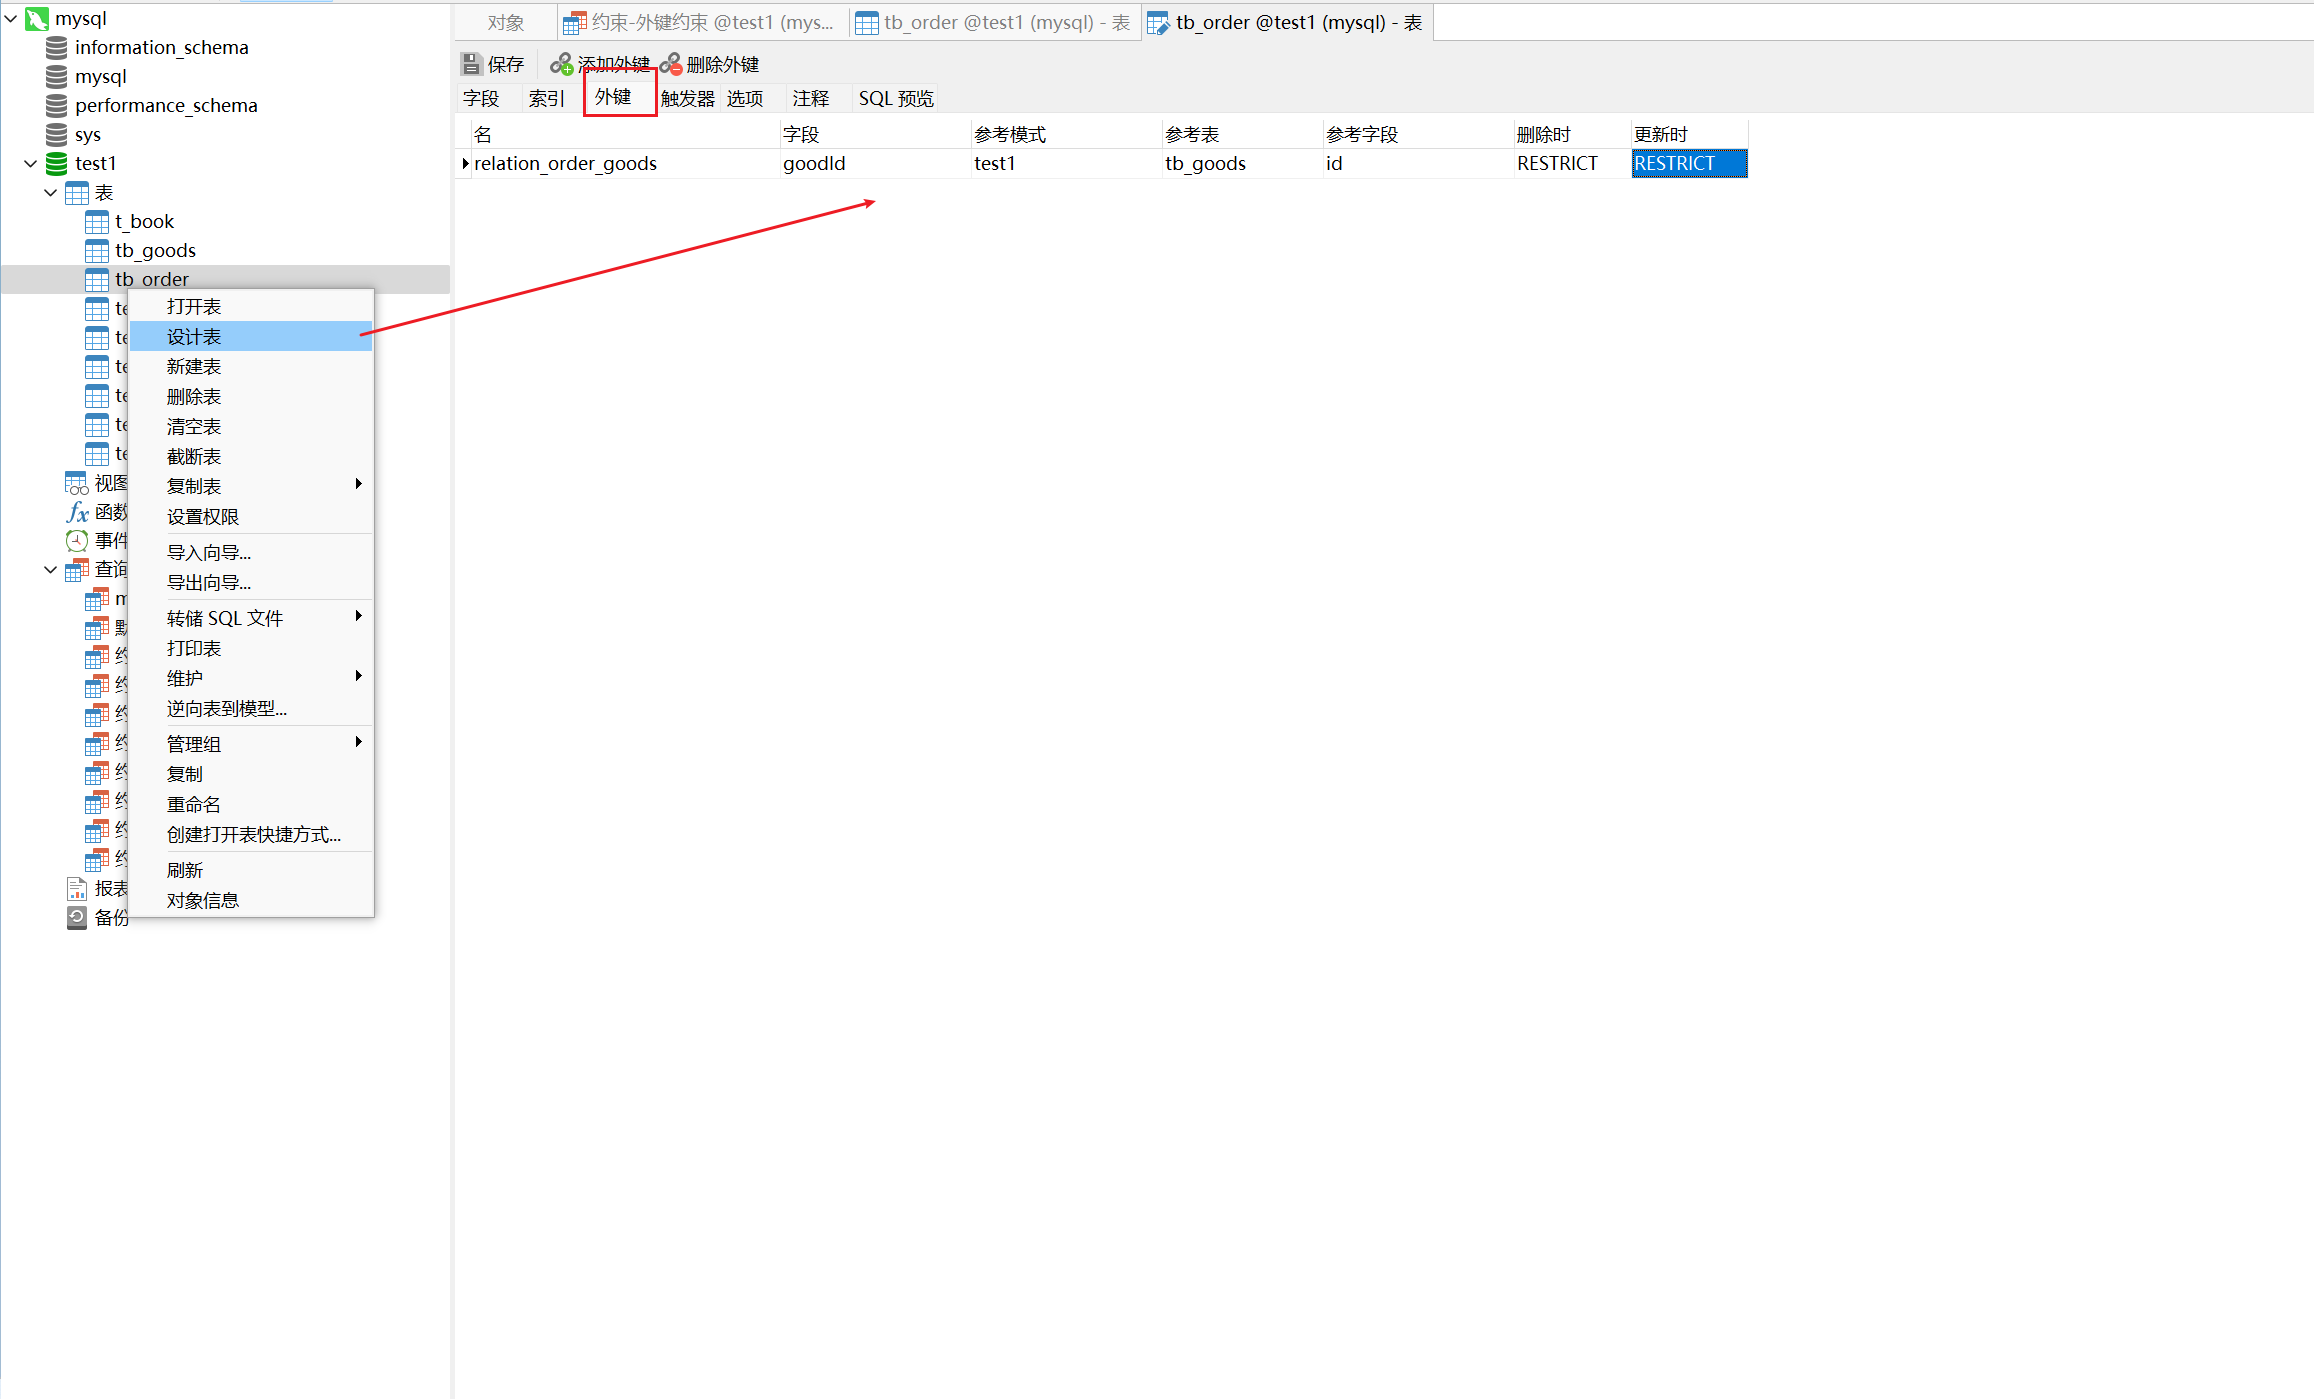 mysql
information_schema
mysql
performance_schema
sys
test1
表
t_book
tb_goods
tb_order
te
te
te
te
te
te
视图
函数
事件
查询
约
约
约
约
约
约
约
约
报表
备份
打开表
设计表
新建表
删除表
清空表
截断表
复制表
设置权限
导入向导...
导出向导...
转储 SQL 文件
打印表
维护
逆向表到模型...
管理组
复制
重命名
创建打开表快捷方式...
刷新
对象信息
对象 约束-外键约束 @test1 (mys... tb_order @test1 (mysql) - 表 tb_order @test1 (mysql) - 表
保存 添加外键 删除外键
字段 索引 外键 触发器 选项 注释 SQL 预览
名 字段 参考模式 参考表 参考字段 删除时 更新时
relation_order_goods goodId test1 tb_goods id RESTRICT RESTRICT